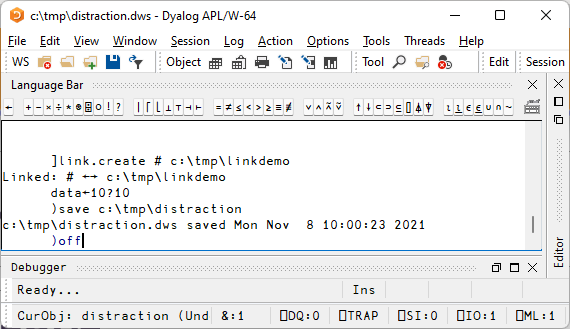 c:\tmp\distraction.dws - Dyalog APL/W-64
File Edit View Window Session Log Action Options Tools Threads Help
WS Object Tool Edit Session
Language Bar
← + - × ÷ * ⍟ ⌹ ○ ! ? | ⌈ ⌊ ⊥ ⊤ ⊣ ⊢ = ≠ ≤ < > ≥ ≡ ≢ ∨ ∧ ⍲ ⍱ ↑ ↓ ⊂ ⊃ ⊆ ⌷ ⍋ ⍒ ⍳ ⍸ ∊ ⍷ ∪ ∩ ~
]link.create # c:\tmp\linkdemo
Linked: # ←→ c:\tmp\linkdemo
data←10?10
)save c:\tmp\distraction
c:\tmp\distraction.dws saved Mon Nov  8 10:00:23 2021
)off
Editor
Debugger
Ready... Ins
CurObj: distraction (Und &:1 ⎕DQ:0 ⎕TRAP ⎕SI:0 ⎕IO:1 ⎕ML:1